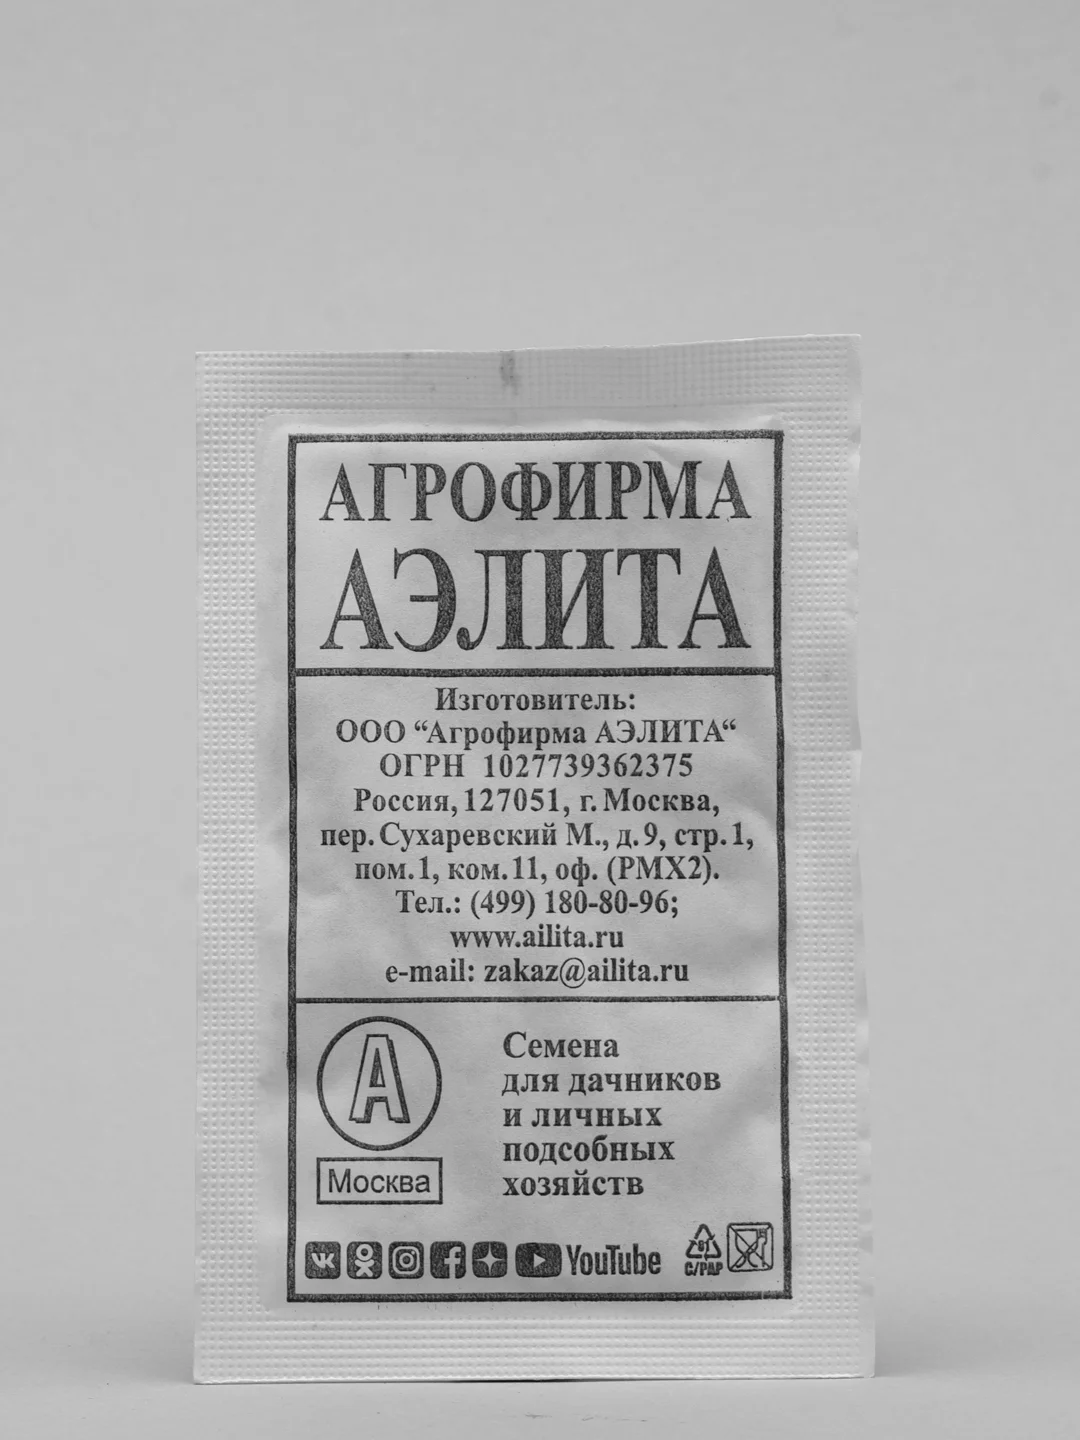 АГРОФИРМА
АЭЛИТА
Изготовитель:
ООО “Агрофирма АЭЛИТА“
ОГРН 1027739362375
Россия, 127051, г. Москва,
пер. Сухаревский М., д. 9, стр. 1,
пом. 1, ком. 11, оф. (РМХ2).
Тел.: (499) 180-80-96;
www.ailita.ru
e-mail: zakaz@ailita.ru
А
Москва
Семена
для дачников
и личных
подсобных
хозяйств
YouTube
81
C/PAP